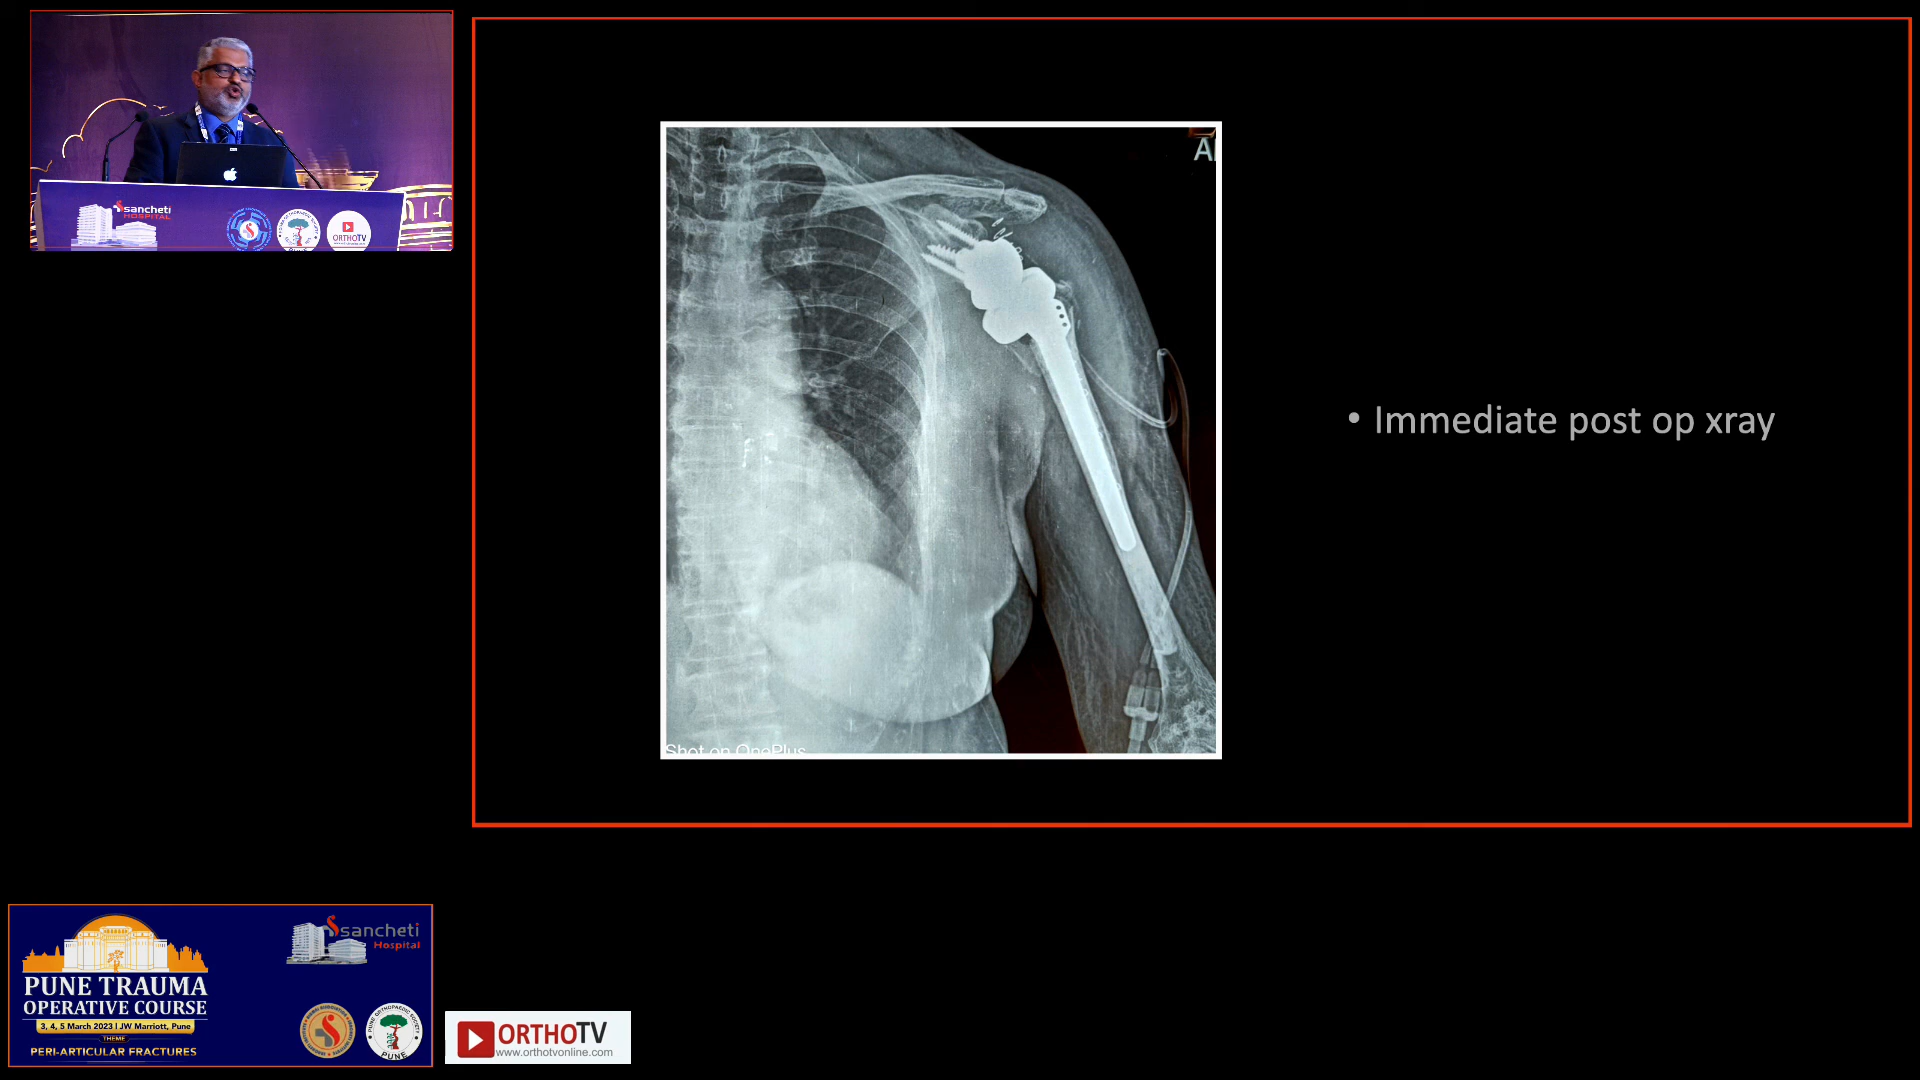 sancheti
HOSPITAL
ORTHOTV
A
• Immediate post op xray
Shot on OnePlus
PUNE TRAUMA
OPERATIVE COURSE
3, 4, 5 March 2023 | JW Marriott, Pune
THEME
PERI-ARTICULAR FRACTURES
sancheti
Hospital
PUNE
ORTHOTV
www.orthotvonline.com